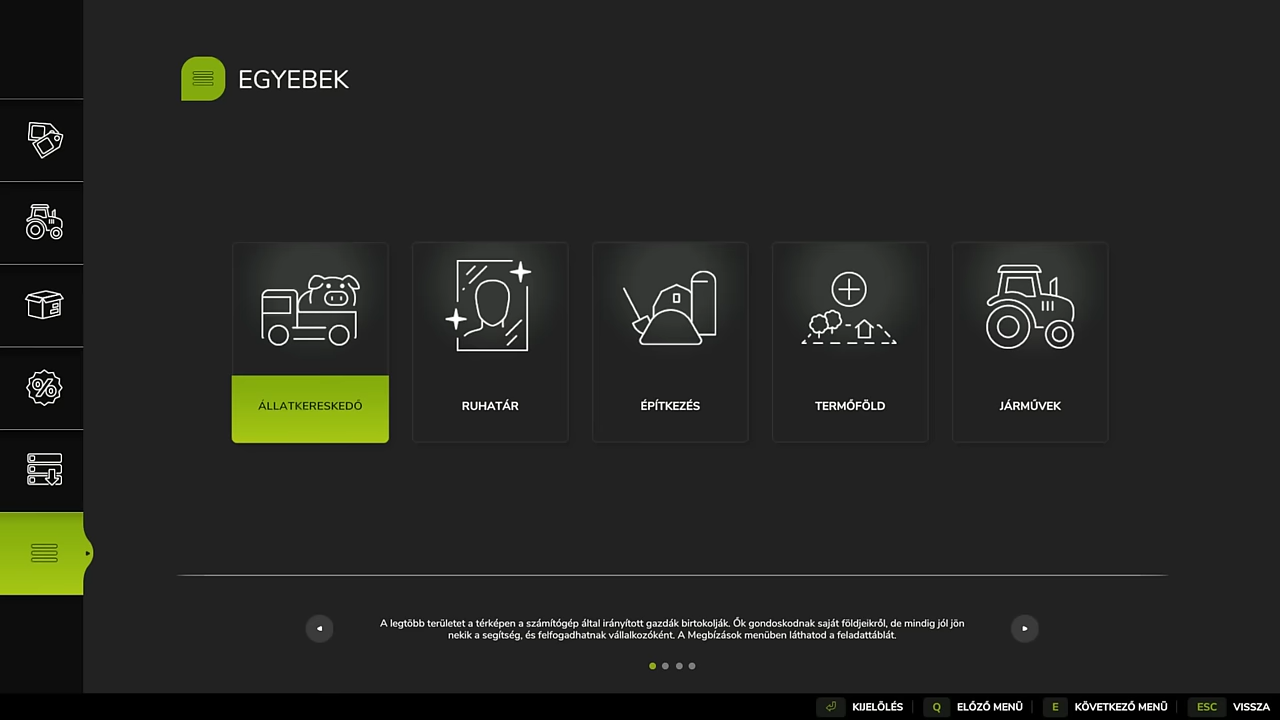 EGYEBEK
ÁLLATKERESKEDŐ
RUHATÁR
ÉPÍTKEZÉS
TERMŐFÖLD
JÁRMŰVEK
A legtöbb területet a térképen a számítógép által irányított gazdák birtokolják. Ők gondoskodnak saját földjeikről, de mindig jól jön
nekik a segítség, és felfogadhatnak vállalkozóként. A Megbízások menüben láthatod a feladattáblát.
KIJELÖLÉS
Q ELŐZŐ MENÜ
E KÖVETKEZŐ MENÜ
ESC VISSZA